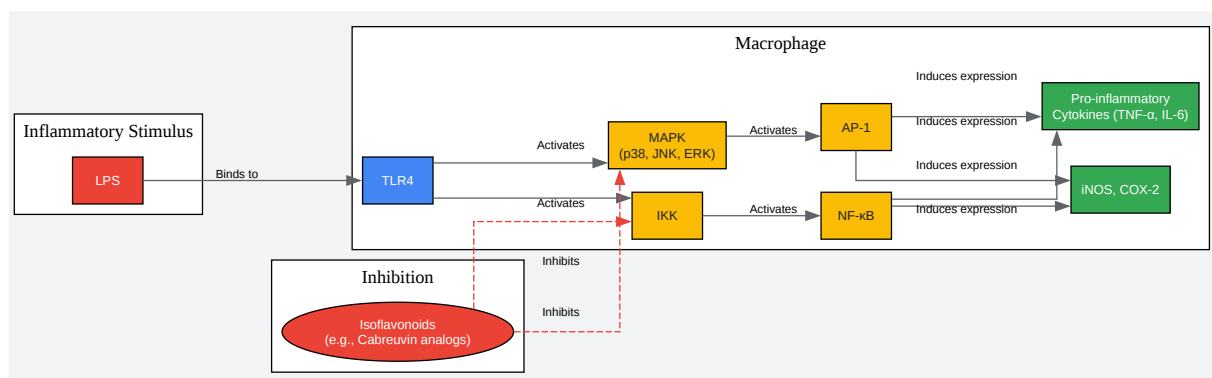 Macrophage
Induces expression
Pro-inflammatory
Cytokines (TNF-α, IL-6)
Inflammatory Stimulus
MAPK
(p38, JNK, ERK)
Activates
AP-1
Induces expression
Activates
LPS
Binds to
TLR4
Induces expression
iNOS, COX-2
Activates
IKK
Activates
NF-κB
Induces expression
Inhibition
Inhibits
Isoflavonoids
(e.g., Cabreuvin analogs)
Inhibits